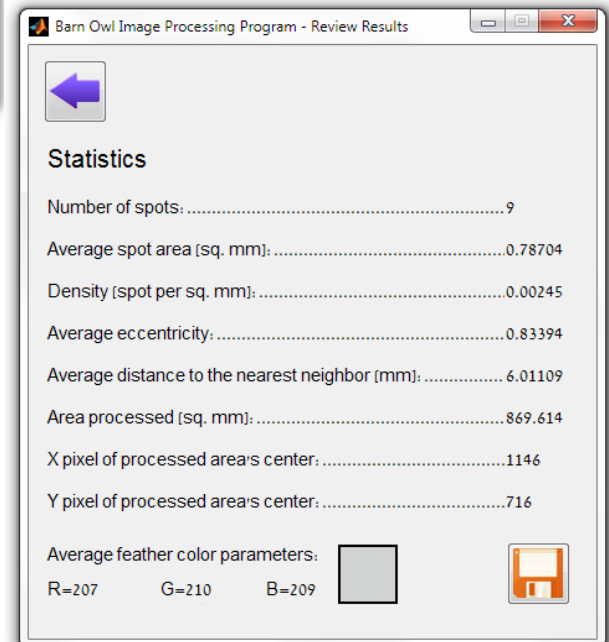 Barn Owl Image Processing Program - Review Results
Statistics
Number of spots: 9
Average spot area [sq. mm]: 0.78704
Density [spot per sq. mm]: 0.00245
Average eccentricity: 0.83394
Average distance to the nearest neighbor [mm]: 6.01109
Area processed [sq. mm]: 869.614
X pixel of processed area's center: 1146
Y pixel of processed area's center: 716
Average feather color parameters:
R=207 G=210 B=209